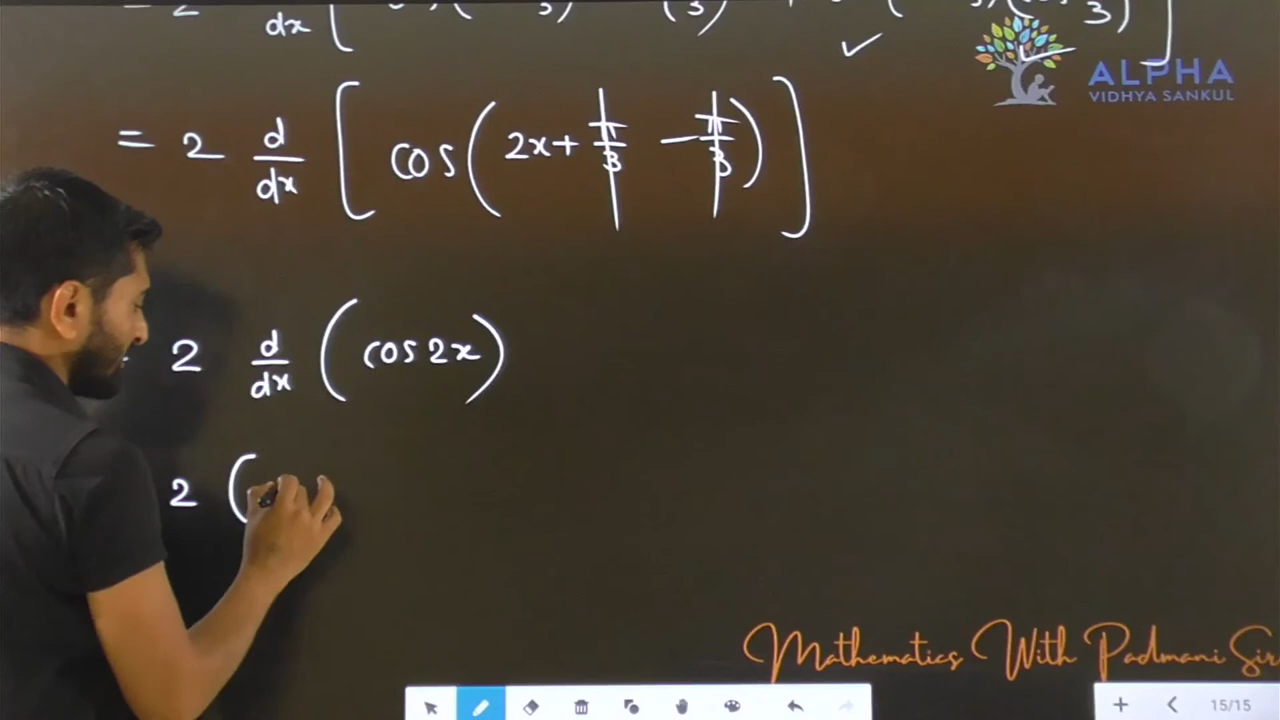 ALPHA
VIDHYA SANKUL
= 2 d/dx [ cos ( 2x + π/3 − π/3 ) ]
2 d/dx ( cos 2x )
2 (
Mathematics With Padmani Sir
15/15